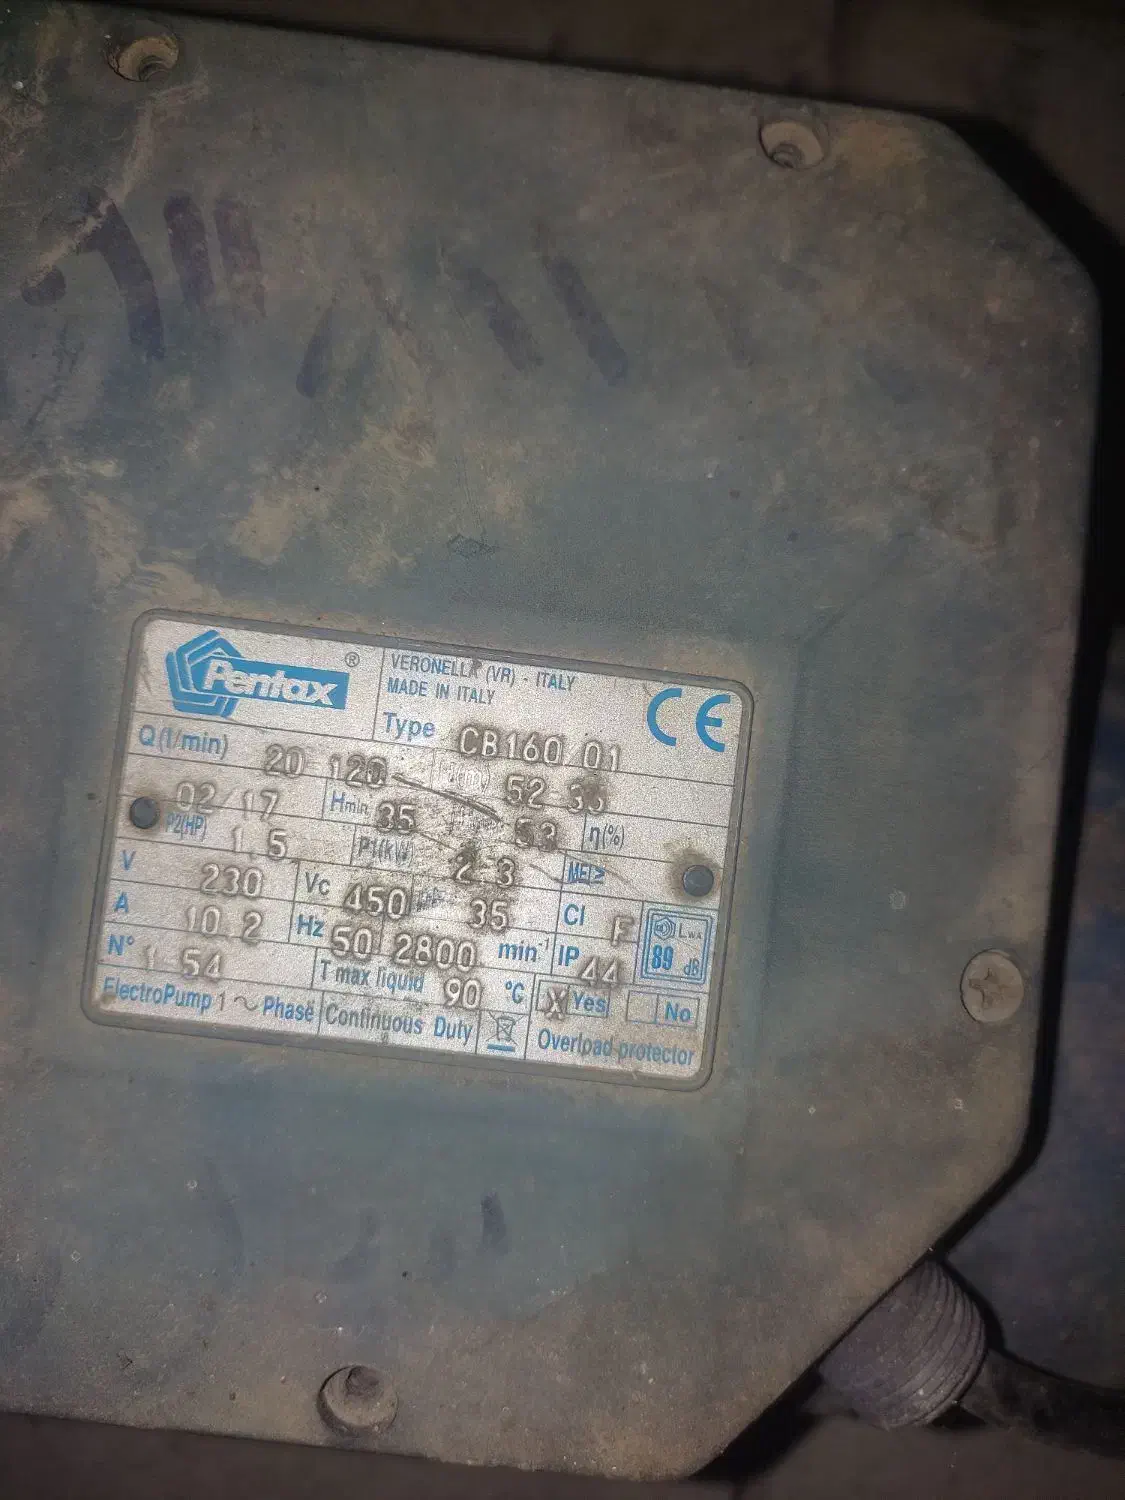 Pentax ®
VERONELLA (VR) - ITALY
MADE IN ITALY
Type CB160/01
CE
Q(l/min) 20 120 52 35
02/17 Hmin 35 53 η(%)
P2(HP) 1.5 P1(kW) 2.3 MEI≥
V 230 Vc 450 35 Cl F
A 10.2 Hz 50 2800 min-1 IP 44
LWA 89 dB
N° 1 54 T max liquid 90 °C X Yes No
ElectroPump 1 ~ Phase Continuous Duty Overload protector